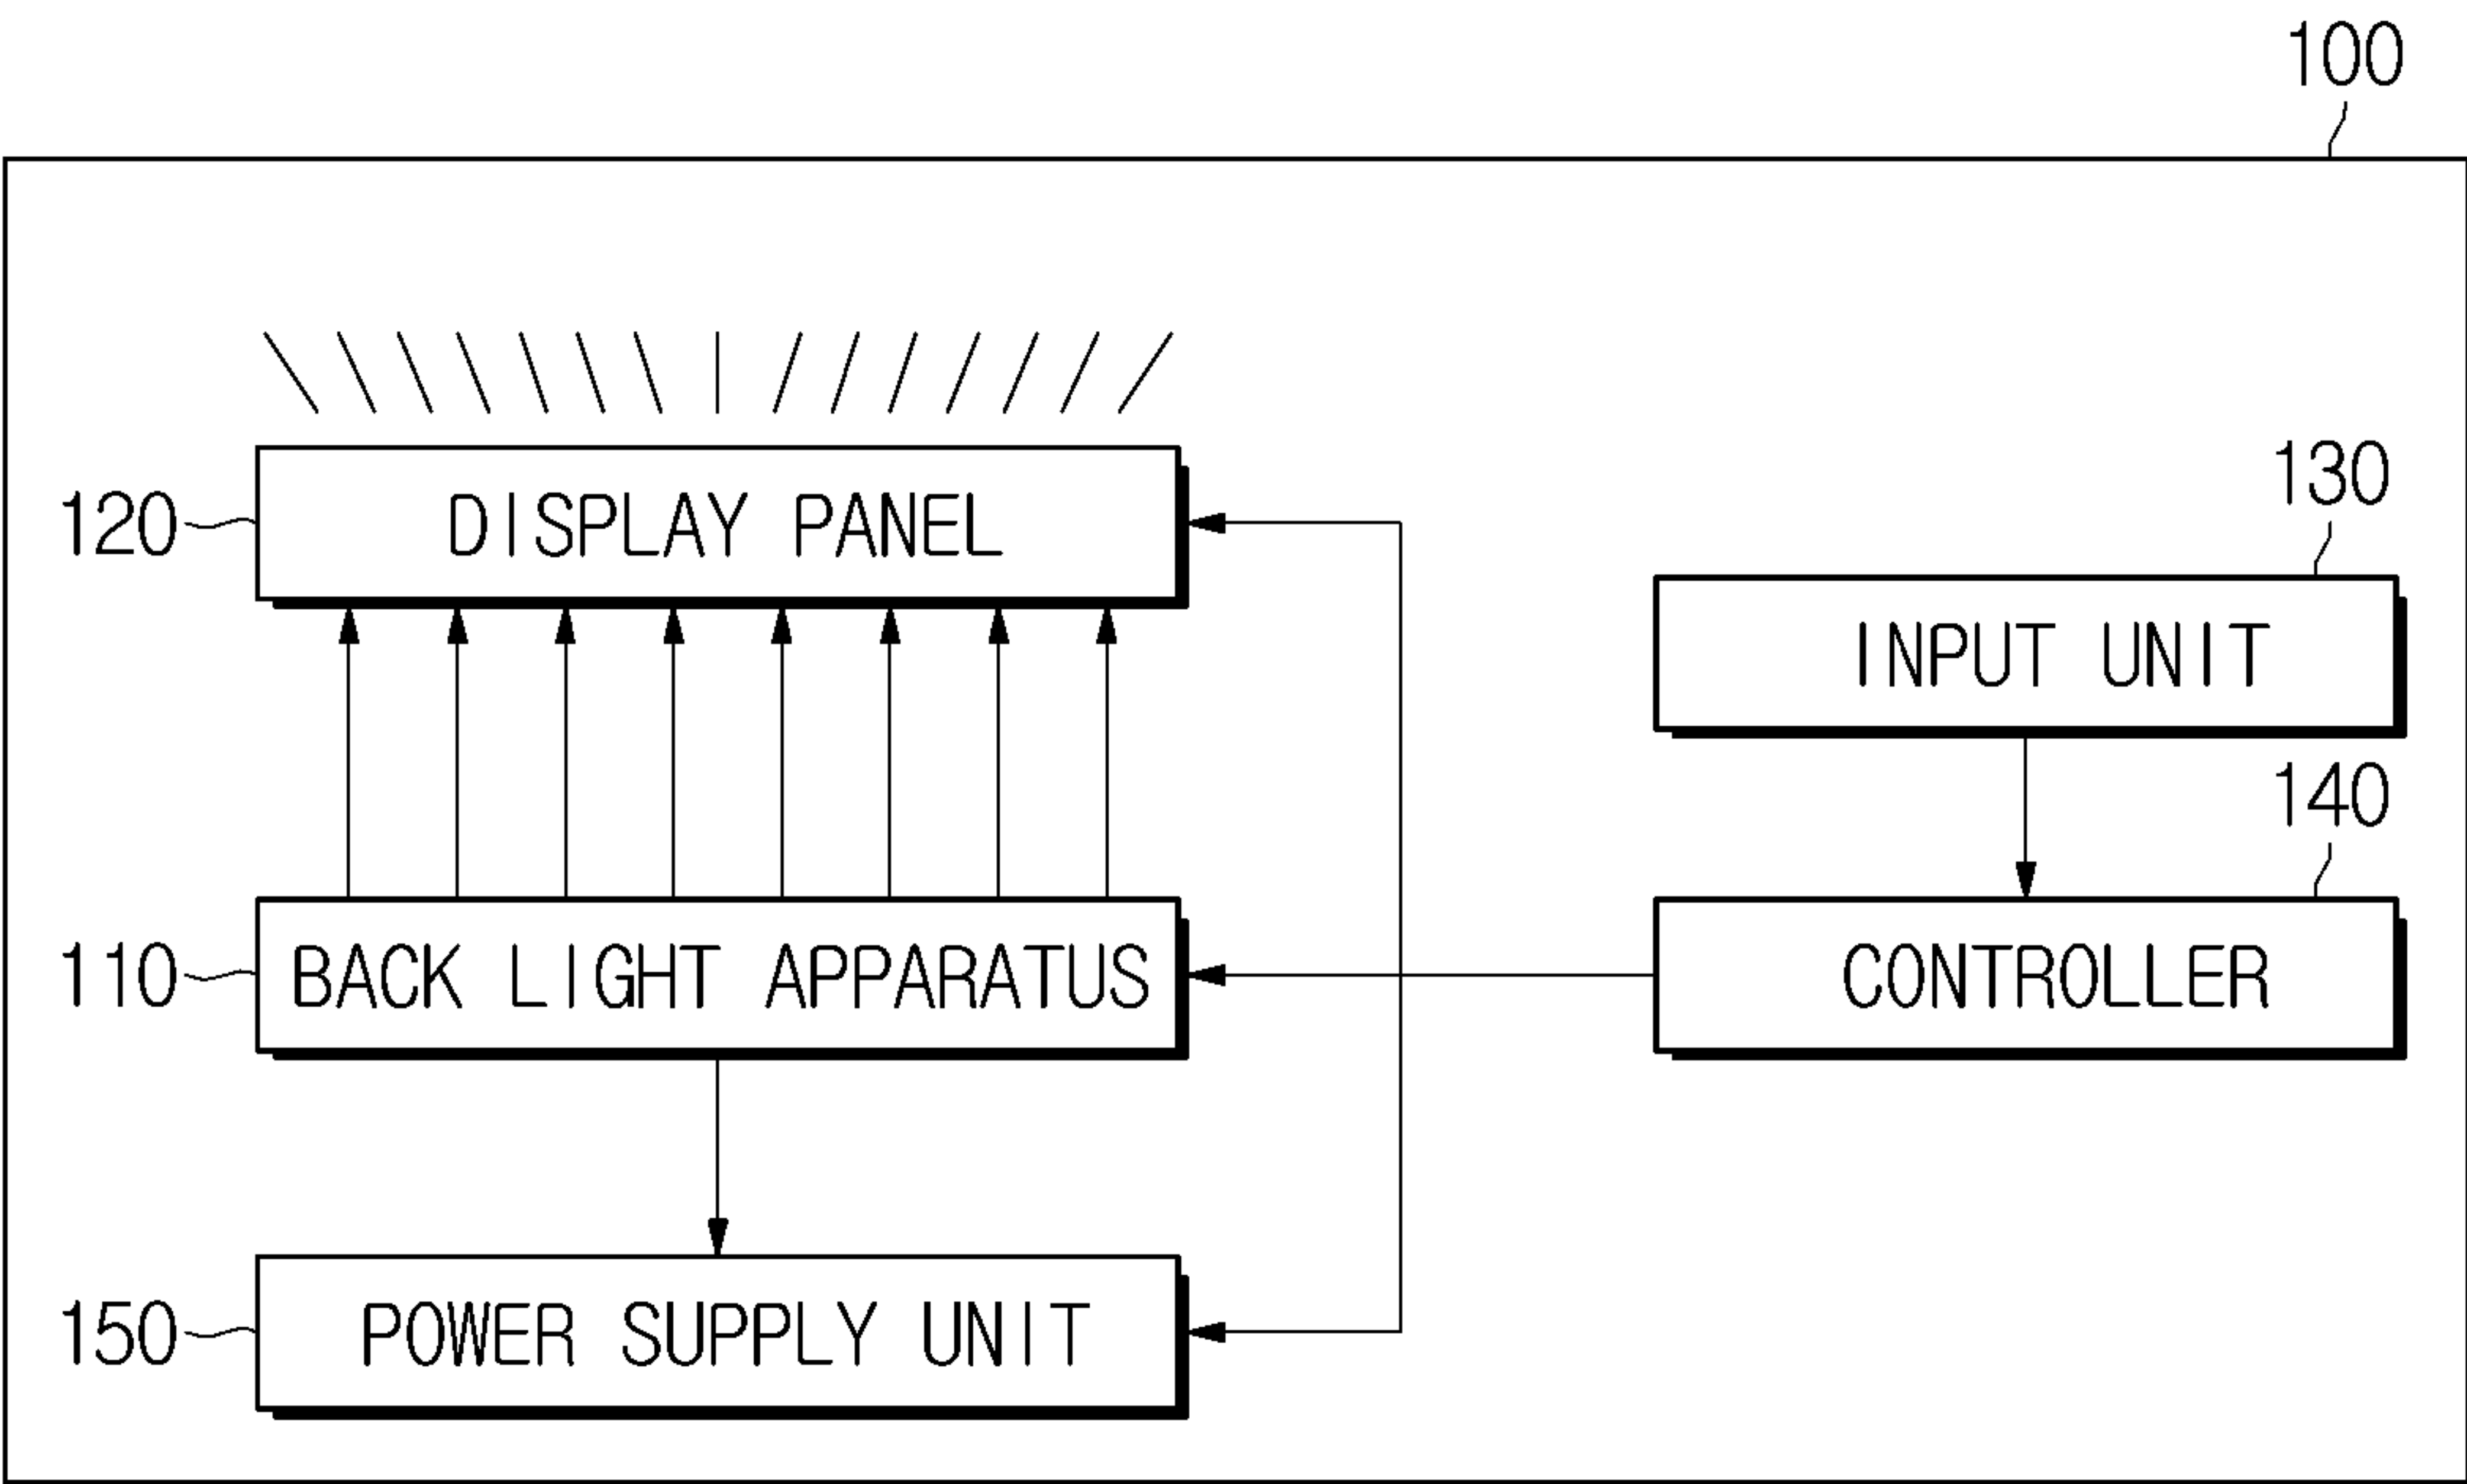 100
120
DISPLAY PANEL
130
INPUT UNIT
140
110
BACK LIGHT APPARATUS
CONTROLLER
150
POWER SUPPLY UNIT